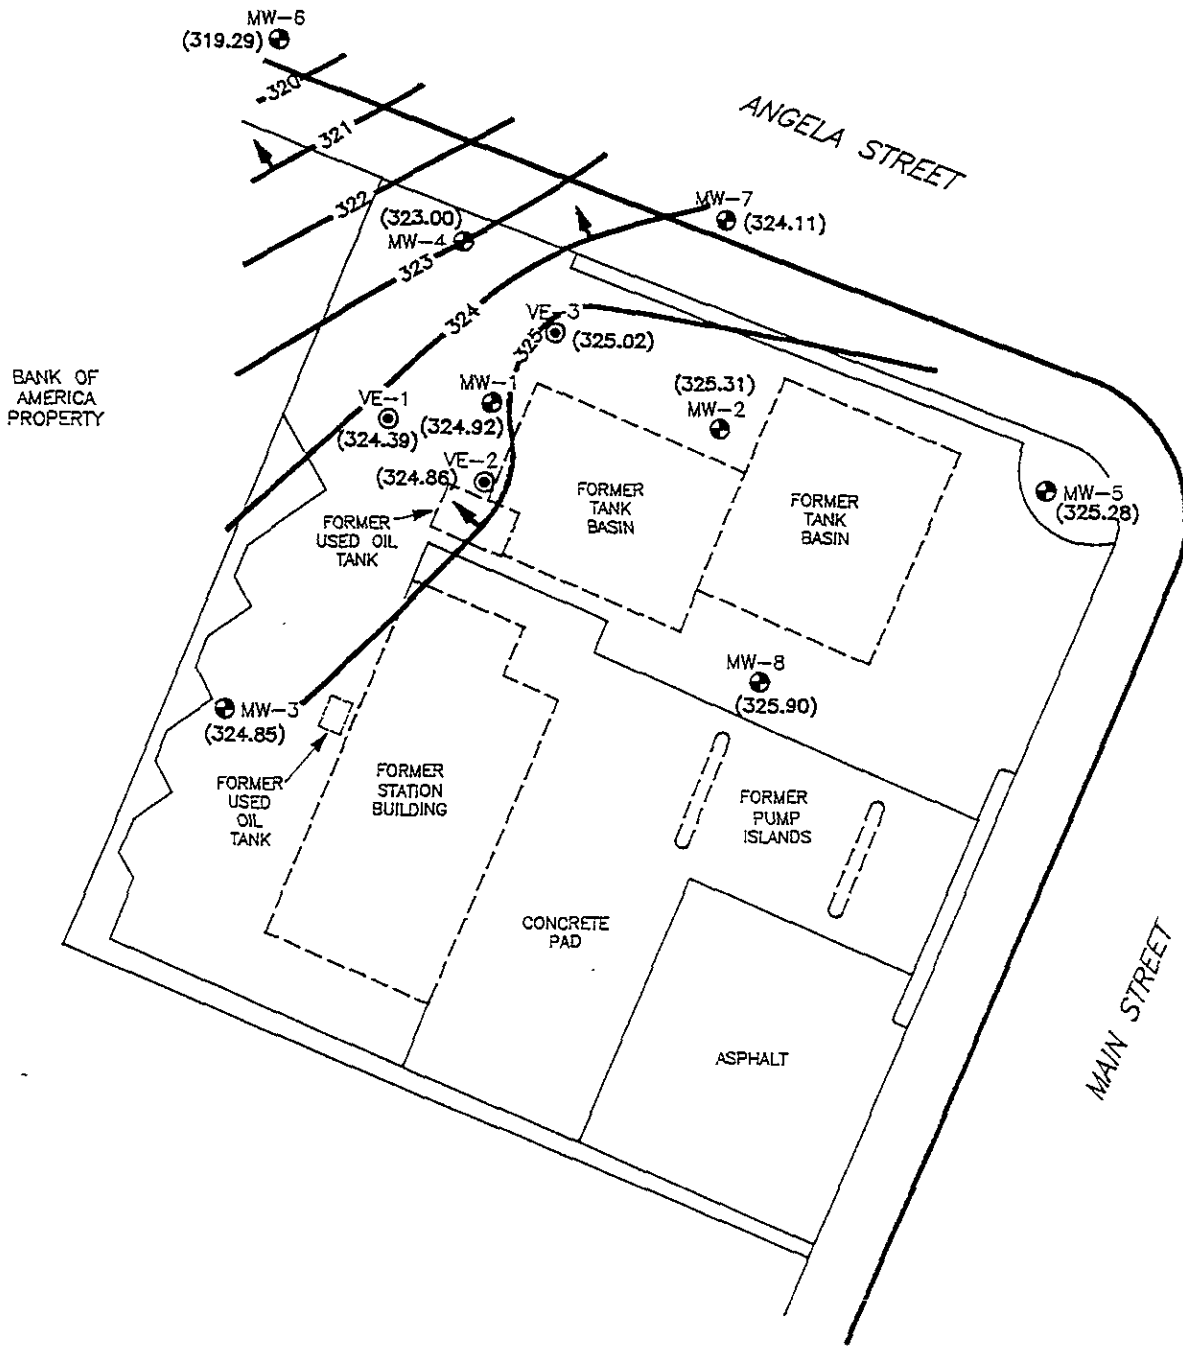 MW-6
(319.29)
320
321
322
323
324
325
ANGELA STREET
MW-7
(324.11)
(323.00)
MW-4
VE-3
(325.02)
BANK OF
AMERICA
PROPERTY
MW-1
(324.92)
VE-1
(324.39)
(325.31)
MW-2
VE-2
(324.86)
FORMER
USED OIL
TANK
FORMER
TANK
BASIN
FORMER
TANK
BASIN
MW-5
(325.28)
MW-8
(325.90)
MW-3
(324.85)
FORMER
USED
OIL
TANK
FORMER
STATION
BUILDING
FORMER
PUMP
ISLANDS
CONCRETE
PAD
ASPHALT
MAIN STREET